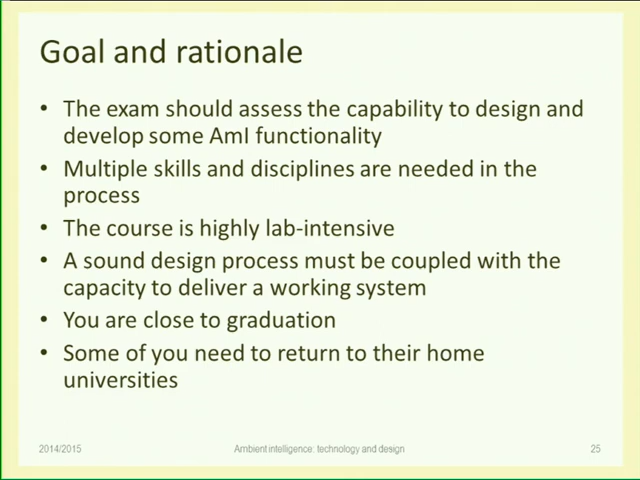 Goal and rationale
• The exam should assess the capability to design and
develop some AmI functionality
• Multiple skills and disciplines are needed in the
process
• The course is highly lab-intensive
• A sound design process must be coupled with the
capacity to deliver a working system
• You are close to graduation
• Some of you need to return to their home
universities
2014/2015 Ambient intelligence: technology and design 25